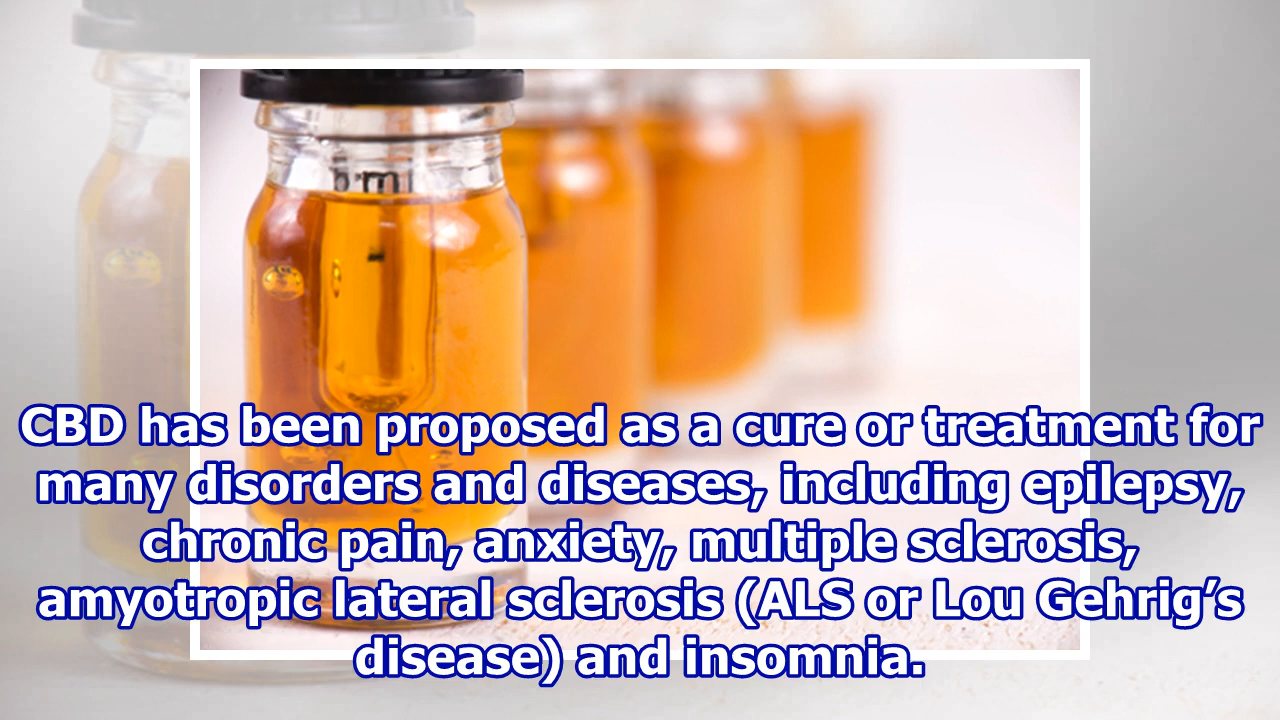 CBD has been proposed as a cure or treatment for
many disorders and diseases, including epilepsy,
chronic pain, anxiety, multiple sclerosis,
amyotropic lateral sclerosis (ALS or Lou Gehrig’s
disease) and insomnia.